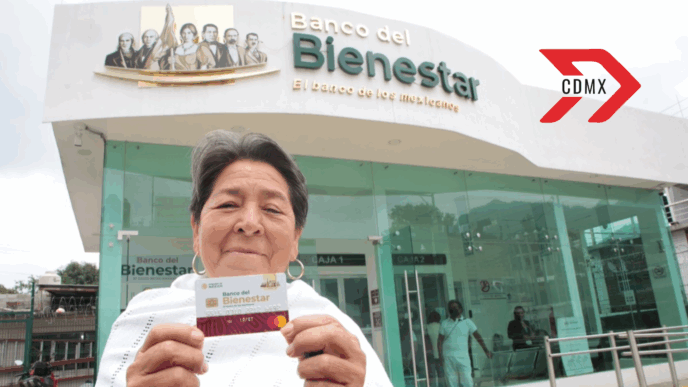 Banco del
Bienestar
El banco de los mexicanos
CDMX
Banco del
Bienestar
CAJA 1
CAJA 2
Banco del
Bienestar